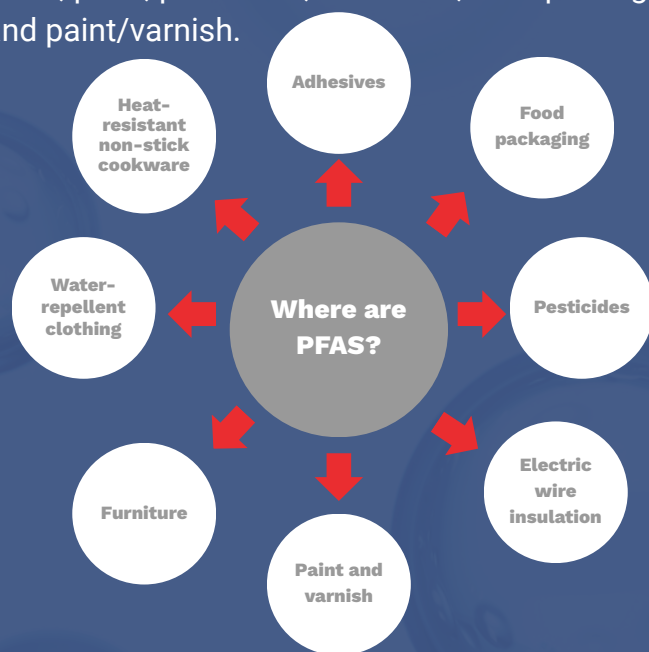 nd paint/varnish.
Adhesives
Heat-
resistant
non-stick
cookware
Food
packaging
Water-
repellent
clothing
Where are
PFAS?
Pesticides
Furniture
Electric
wire
insulation
Paint and
varnish